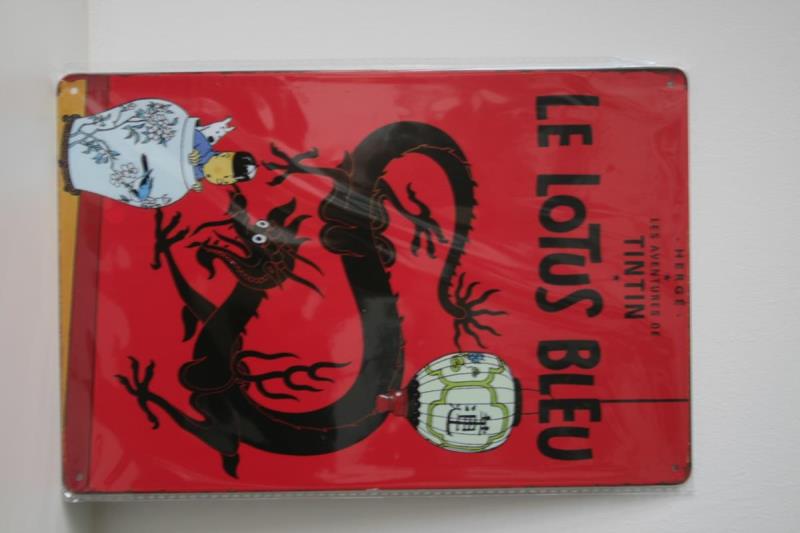 · HERGÉ ·
LES AVENTURES DE
TINTIN
LE LOTUS BLEU